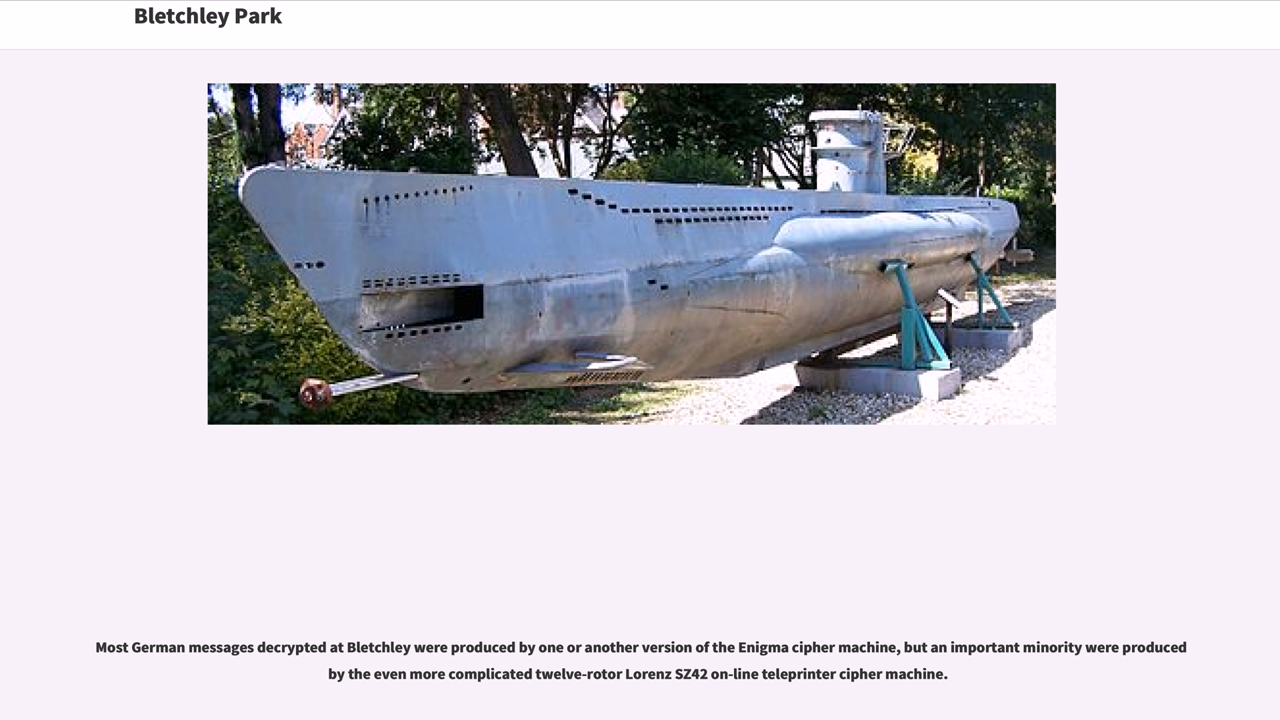 Bletchley Park
Most German messages decrypted at Bletchley were produced by one or another version of the Enigma cipher machine, but an important minority were produced
by the even more complicated twelve-rotor Lorenz SZ42 on-line teleprinter cipher machine.